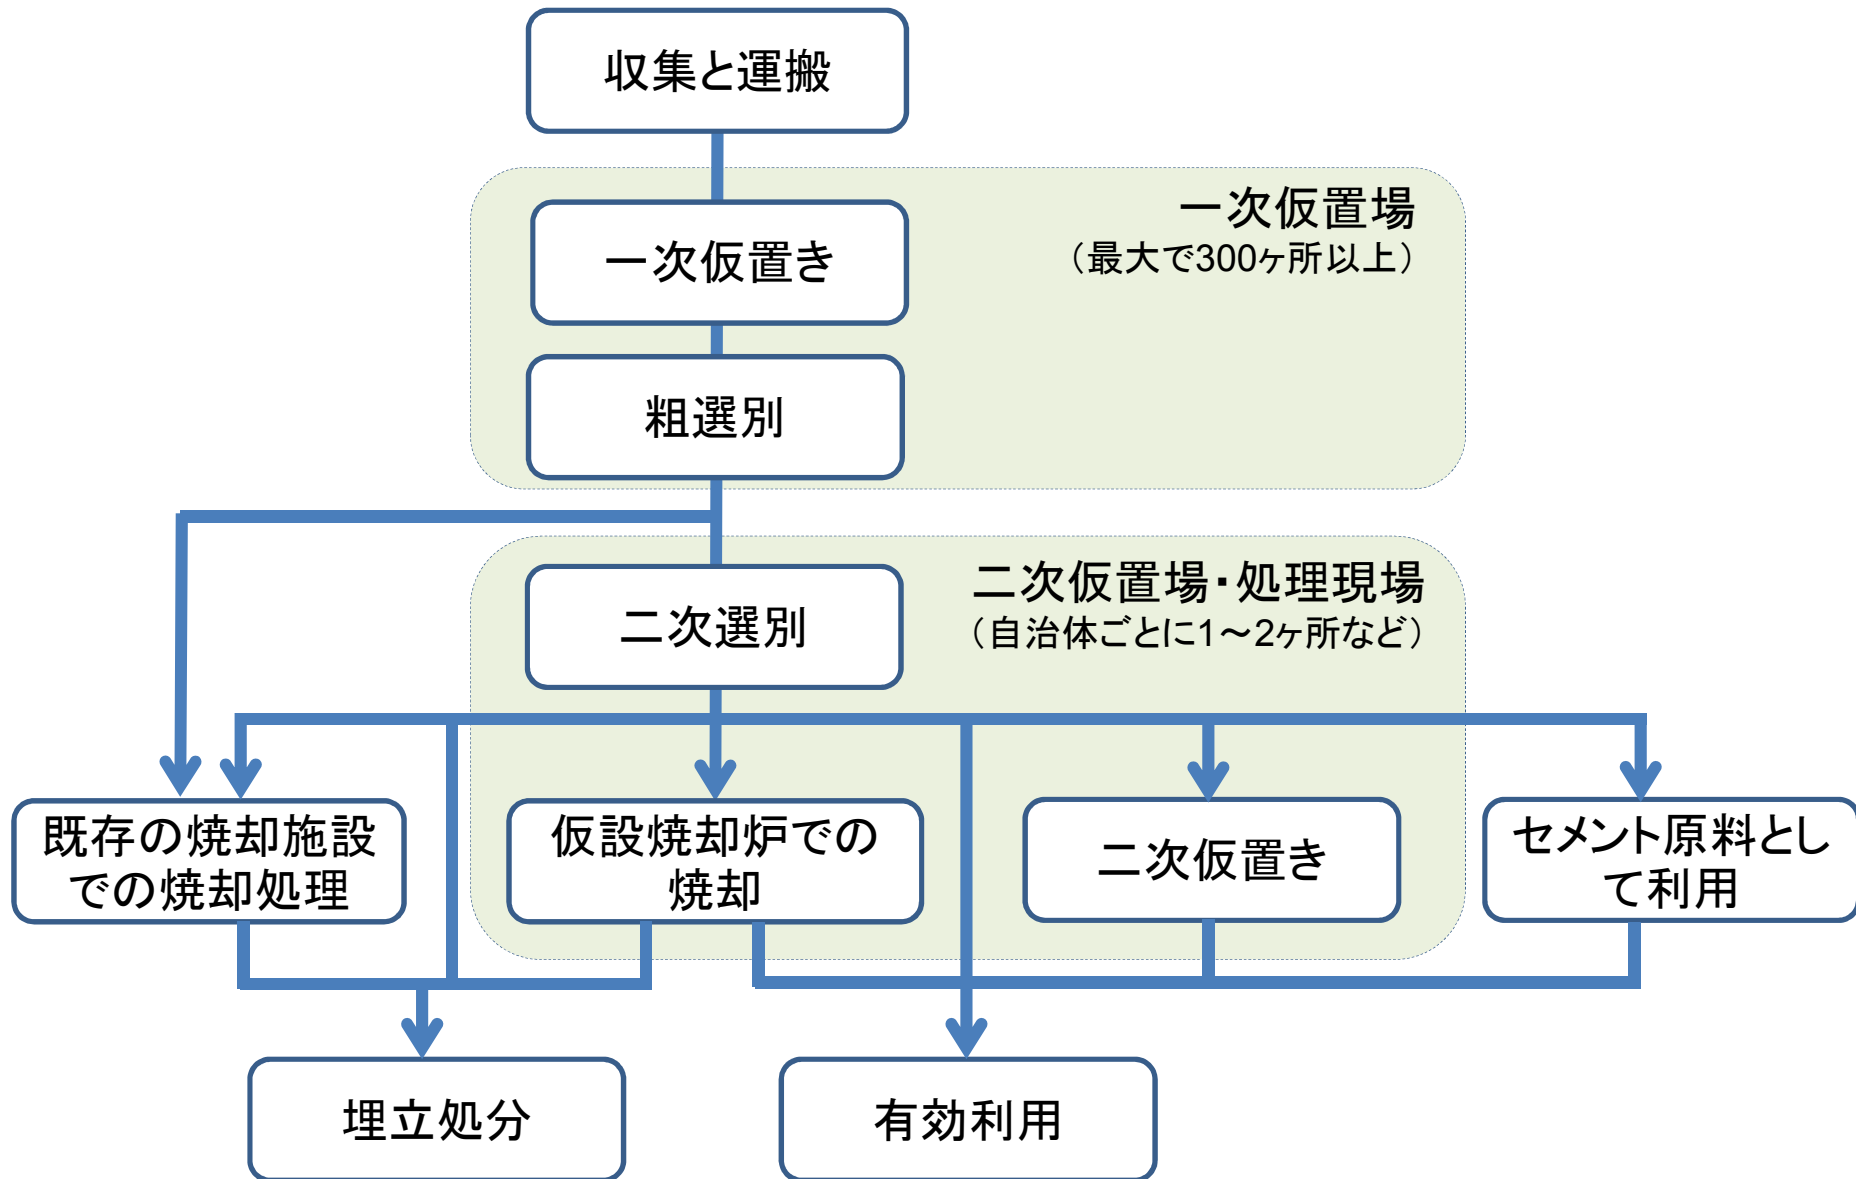 収集と運搬
一次仮置場
（最大で300ヶ所以上）
一次仮置き
粗選別
二次仮置場・処理現場
（自治体ごとに1～2ヶ所など）
二次選別
既存の焼却施設
での焼却処理
仮設焼却炉での
焼却
二次仮置き
セメント原料とし
て利用
埋立処分
有効利用